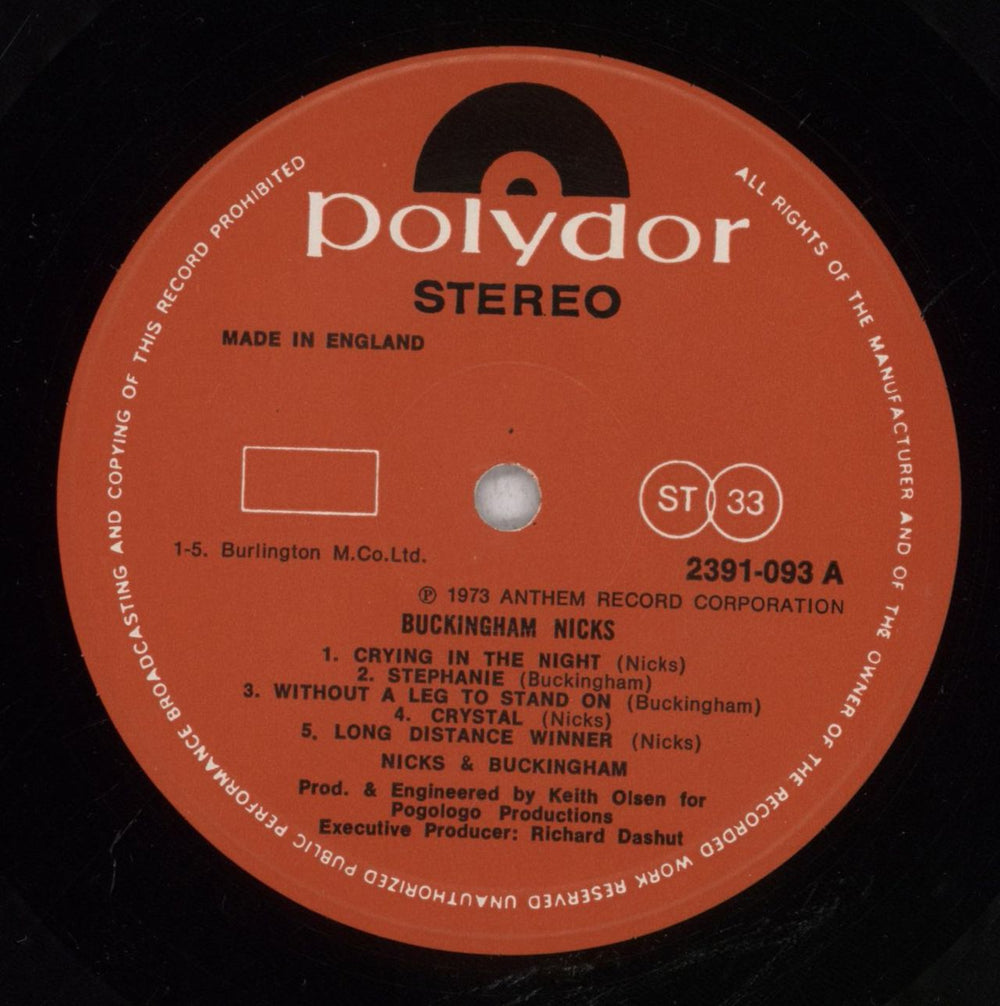 polydor
STEREO
MADE IN ENGLAND
ST 33
1-5. Burlington M.Co.Ltd.
2391-093 A
℗ 1973 ANTHEM RECORD CORPORATION
BUCKINGHAM NICKS
1. CRYING IN THE NIGHT (Nicks)
2. STEPHANIE (Buckingham)
3. WITHOUT A LEG TO STAND ON (Buckingham)
4. CRYSTAL (Nicks)
5. LONG DISTANCE WINNER (Nicks)
NICKS & BUCKINGHAM
Prod. & Engineered by Keith Olsen for
Pogologo Productions
Executive Producer: Richard Dashut
ALL RIGHTS OF THE MANUFACTURER AND OF THE OWNER OF THE RECORDED WORK RESERVED UNAUTHORIZED PUBLIC PERFORMANCE BROADCASTING AND COPYING OF THIS RECORD PROHIBITED